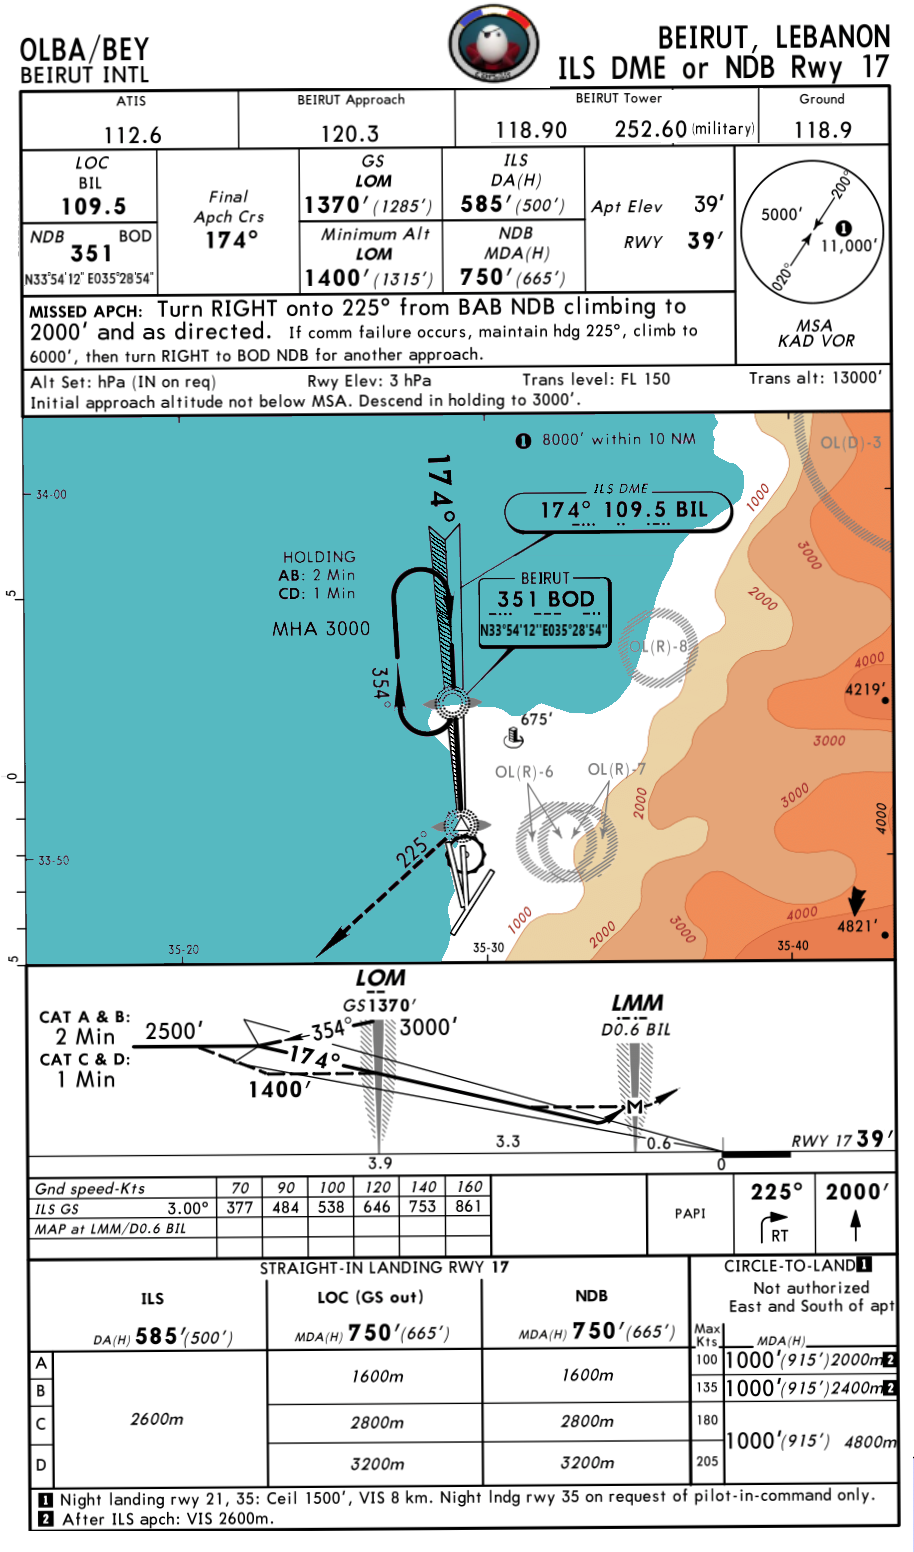 OLBA/BEY
BEIRUT INTL
BEIRUT, LEBANON
ILS DME or NDB Rwy 17
ATIS
112.6
BEIRUT Approach
120.3
BEIRUT Tower
118.90 252.60 (military)
Ground
118.9
LOC
BIL
109.5
NDB BOD
351
N33°54'12" E035°28'54"
Final
Apch Crs
174°
GS
LOM
1370' (1285')
Minimum Alt
LOM
1400' (1315')
ILS
DA(H)
585' (500')
NDB
MDA(H)
750' (665')
Apt Elev 39'
RWY 39'
200°
5000'
1
11,000'
020°
MSA
KAD VOR
MISSED APCH: Turn RIGHT onto 225° from BAB NDB climbing to
2000' and as directed. If comm failure occurs, maintain hdg 225°, climb to
6000', then turn RIGHT to BOD NDB for another approach.
Alt Set: hPa (IN on req) Rwy Elev: 3 hPa Trans level: FL 150 Trans alt: 13000'
Initial approach altitude not below MSA. Descend in holding to 3000'.
1 8000' within 10 NM
OL(D)-3
174°
34-00
ILS DME
174° 109.5 BIL
1000
3000
HOLDING
AB: 2 Min
CD: 1 Min
MHA 3000
BEIRUT
351 BOD
N33°54'12"E035°28'54"
5
2000
OL(R)-8
354°
4000
4219'
675'
3000
OL(R)-6
OL(R)-7
0
2000
3000
4000
225°
33-50
1000
2000
3000
4000
4821'
5
35-20
35-30
35-40
LOM
GS1370'
LMM
D0.6 BIL
CAT A & B:
2 Min
CAT C & D:
1 Min
2500'
354°
3000'
174°
1400'
M
3.3
0.6
RWY 17 39'
3.9
0
Gnd speed-Kts 70 90 100 120 140 160
ILS GS 3.00° 377 484 538 646 753 861
MAP at LMM/D0.6 BIL
PAPI
225°
RT
2000'
STRAIGHT-IN LANDING RWY 17
CIRCLE-TO-LAND 1
Not authorized
East and South of apt
ILS
DA(H) 585' (500')
LOC (GS out)
MDA(H) 750' (665')
NDB
MDA(H) 750' (665')
Max
Kts
MDA(H)
A
B
C
D
2600m
1600m
2800m
3200m
1600m
2800m
3200m
100 1000' (915') 2000m 2
135 1000' (915') 2400m 2
180
1000' (915') 4800m
205
1 Night landing rwy 21, 35: Ceil 1500', VIS 8 km. Night lndg rwy 35 on request of pilot-in-command only.
2 After ILS apch: VIS 2600m.